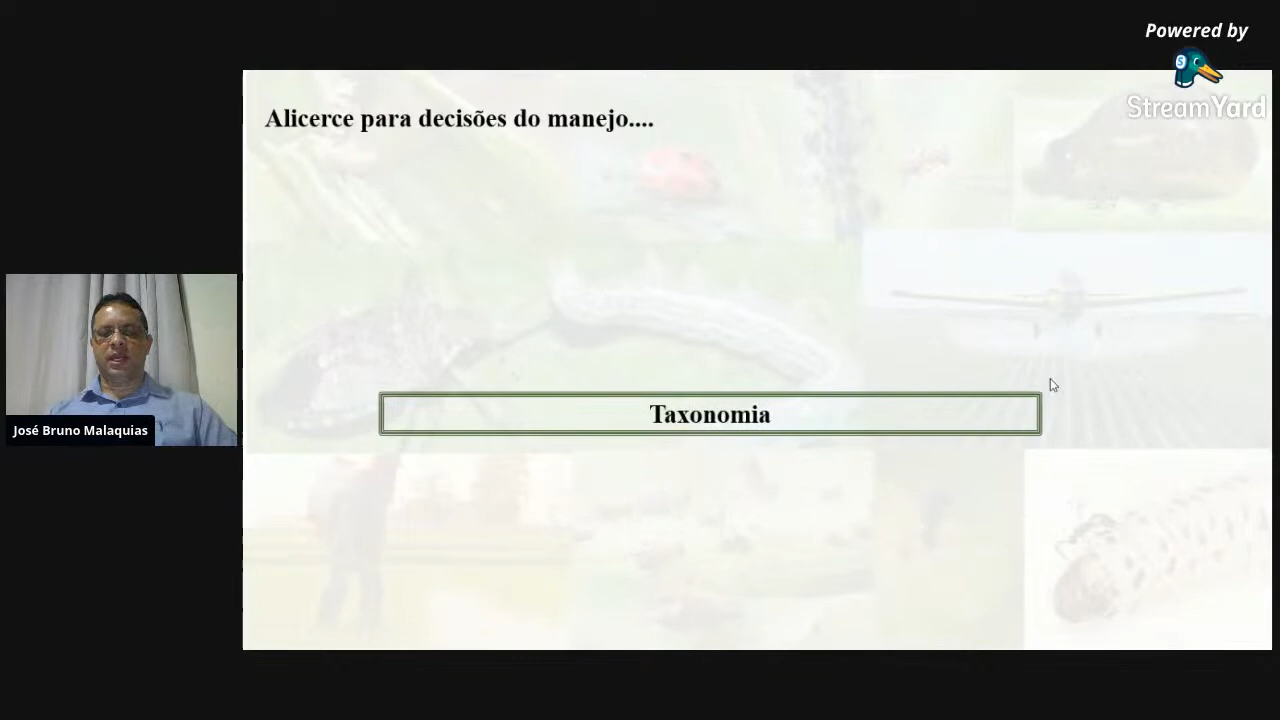 Powered by
StreamYard
Alicerce para decisões do manejo....
Taxonomia
José Bruno Malaquias